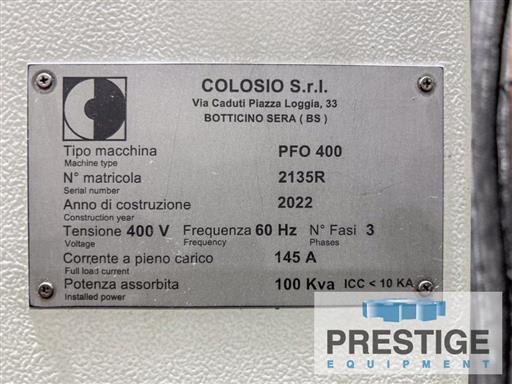 COLOSIO S.r.l.
Via Caduti Piazza Loggia, 33
BOTTICINO SERA ( BS )
Tipo macchina PFO 400
Machine type
N° matricola 2135R
Serial number
Anno di costruzione 2022
Construction year
Tensione 400 V Frequenza 60 Hz N° Fasi 3
Voltage Frequency Phases
Corrente a pieno carico 145 A
Full load current
Potenza assorbita 100 Kva ICC < 10 KA
Installed power
PRESTIGE
EQUIPMENT